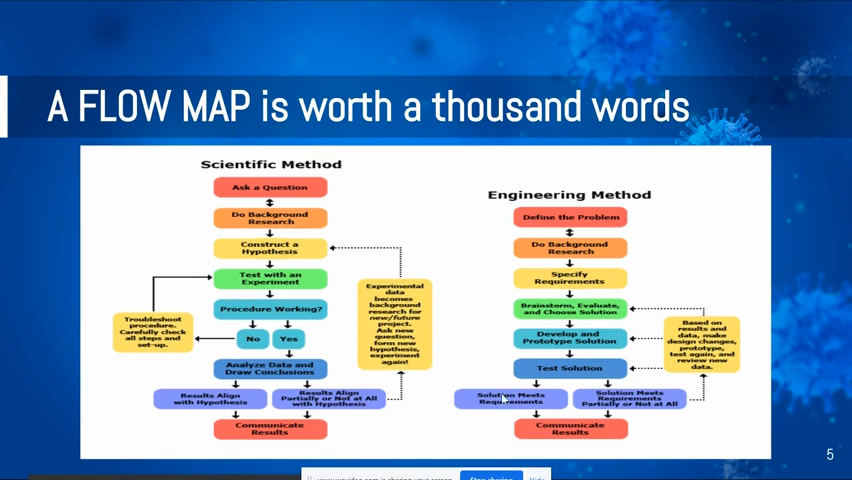 A FLOW MAP is worth a thousand words
Scientific Method
Ask a Question
Do Background
Research
Construct a
Hypothesis
Test with an
Experiment
Procedure Working?
No
Yes
Troubleshoot
procedure.
Carefully check
all steps and
set-up.
Experimental
data
becomes
background
research for
new/future
project.
Ask new
question,
form new
hypothesis,
experiment
again!
Analyze Data and
Draw Conclusions
Results Align
with Hypothesis
Results Align
Partially or Not at All
with Hypothesis
Communicate
Results
Engineering Method
Define the Problem
Do Background
Research
Specify
Requirements
Brainstorm, Evaluate,
and Choose Solution
Develop and
Prototype Solution
Test Solution
Based on
results and
data, make
design changes,
prototype,
test again, and
review new
data.
Solution Meets
Requirements
Solution Meets
Requirements
Partially or Not at All
Communicate
Results
5
is sharing your screen.
Stop sharing
Hide